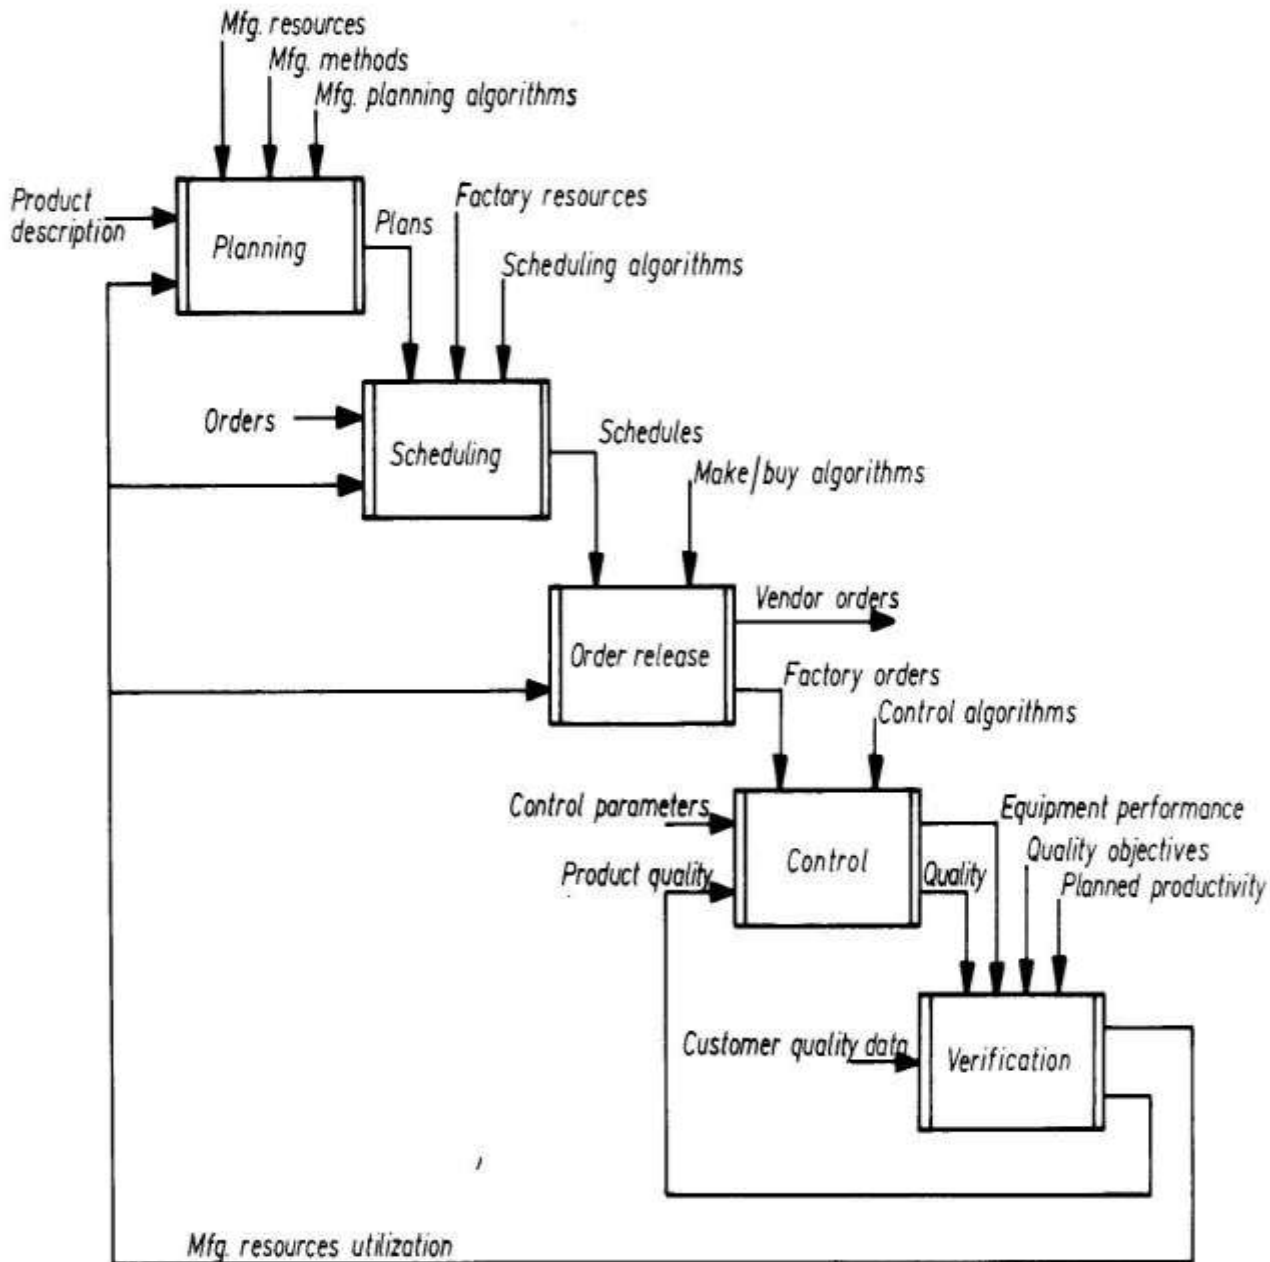 Mfg. resources
Mfg. methods
Mfg. planning algorithms
Product
description
Planning
Plans
Factory resources
Scheduling algorithms
Orders
Scheduling
Schedules
Make/buy algorithms
Vendor orders
Order release
Factory orders
Control algorithms
Control parameters
Equipment performance
Quality objectives
Product quality
Control
Quality
Planned productivity
Customer quality data
Verification
Mfg. resources utilization